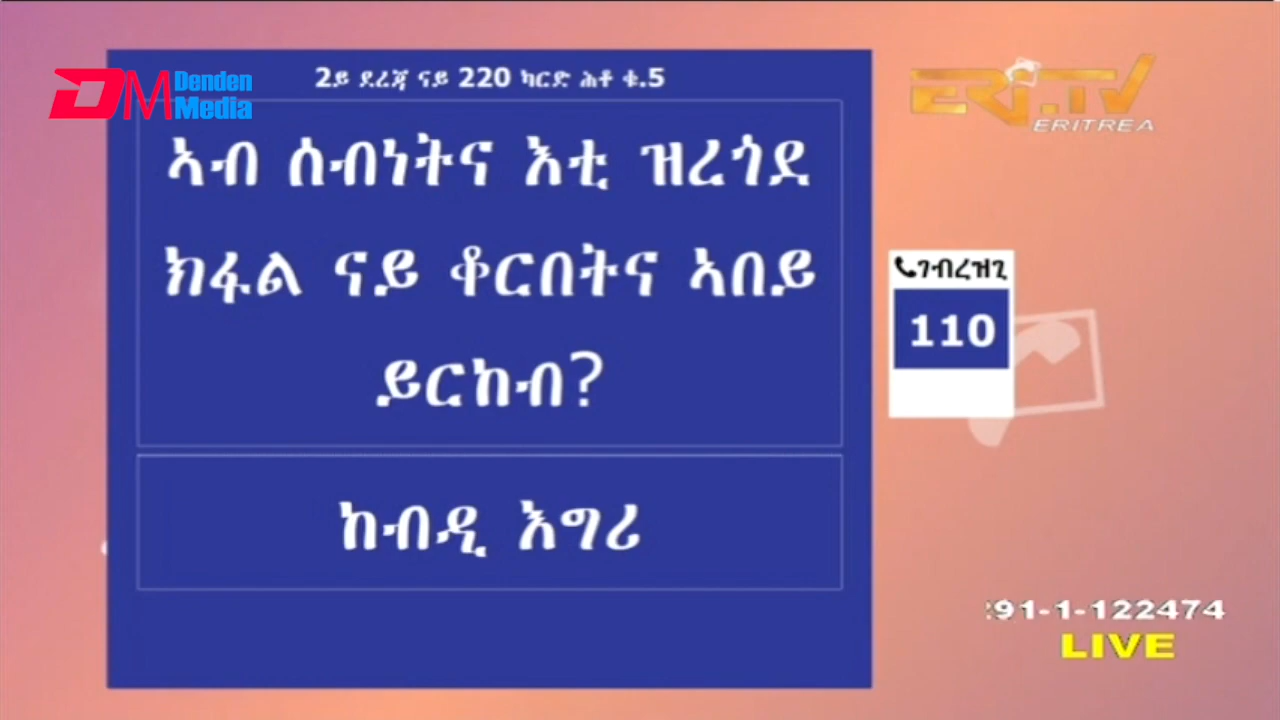 DM Denden Media
2ይ ደረጃ ናይ 220 ካርድ ሕቶ ቁ.5
ERi.TV
ERITREA
ኣብ ሰብነትና እቲ ዝረጎደ
ክፋል ናይ ቆርበትና ኣበይ
ይርከብ?
ገብረዝጊ
110
ከብዲ እግሪ
91-1-122474
LIVE